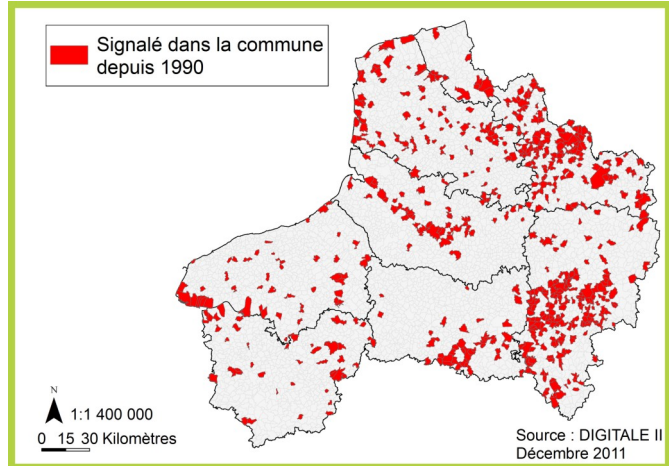 Signalé dans la commune
depuis 1990
N
1:1 400 000
0 15 30 Kilomètres
Source : DIGITALE II
Décembre 2011